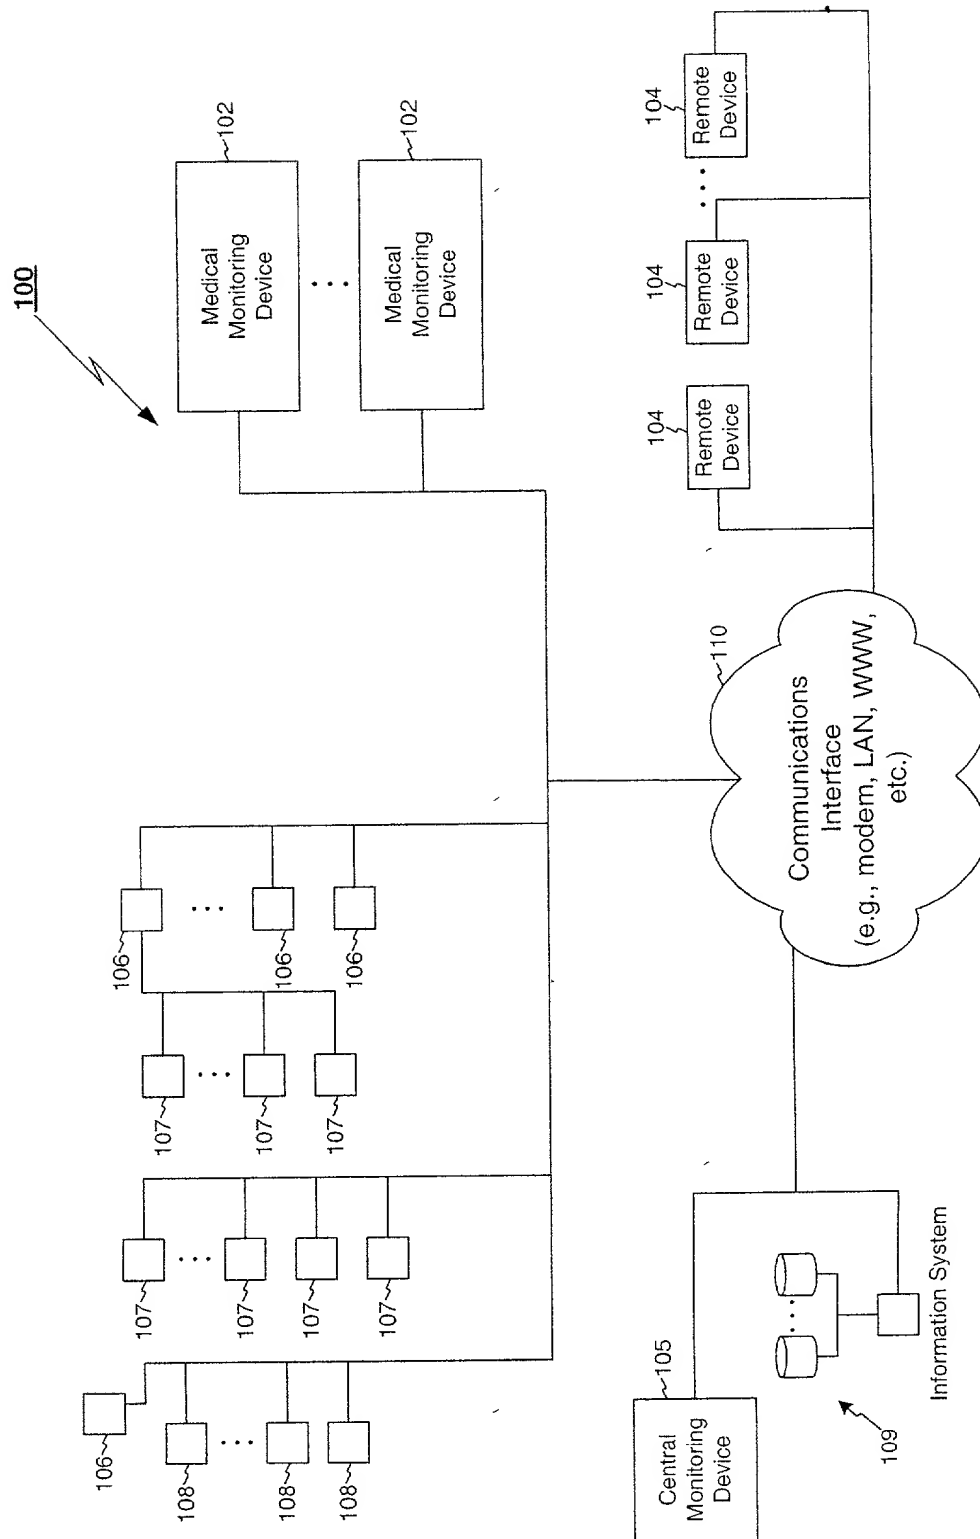 100
Medical
Monitoring
Device
102
Medical
Monitoring
Device
102
106
106
106
107
107
107
107
107
107
107
106
108
108
108
104
Remote
Device
104
Remote
Device
104
Remote
Device
110
Communications
Interface
(e.g., modem, LAN, WWW,
etc.)
105
Central
Monitoring
Device
109
Information System